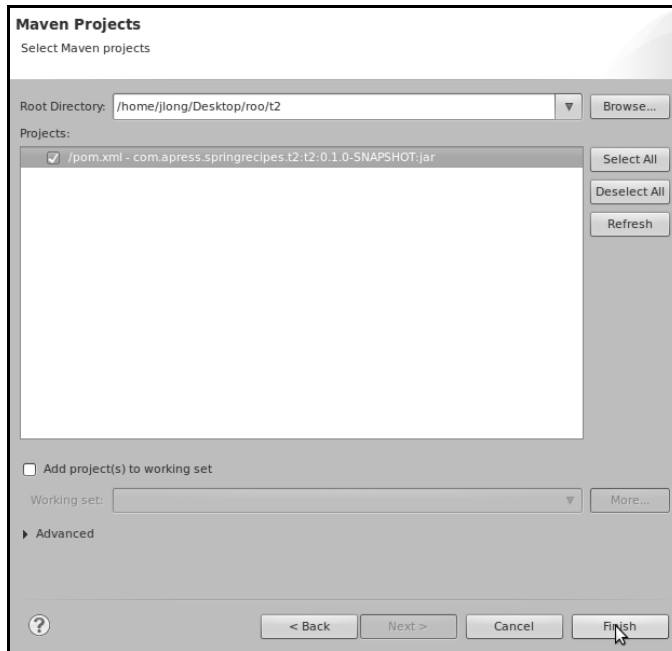 Maven Projects
Select Maven projects
Root Directory: /home/jlong/Desktop/roo/t2 Browse...
Projects:
/pom.xml - com.apress.springrecipes.t2:t2:0.1.0-SNAPSHOT:jar
Select All
Deselect All
Refresh
Add project(s) to working set
Working set: More...
Advanced
? < Back Next > Cancel Finish